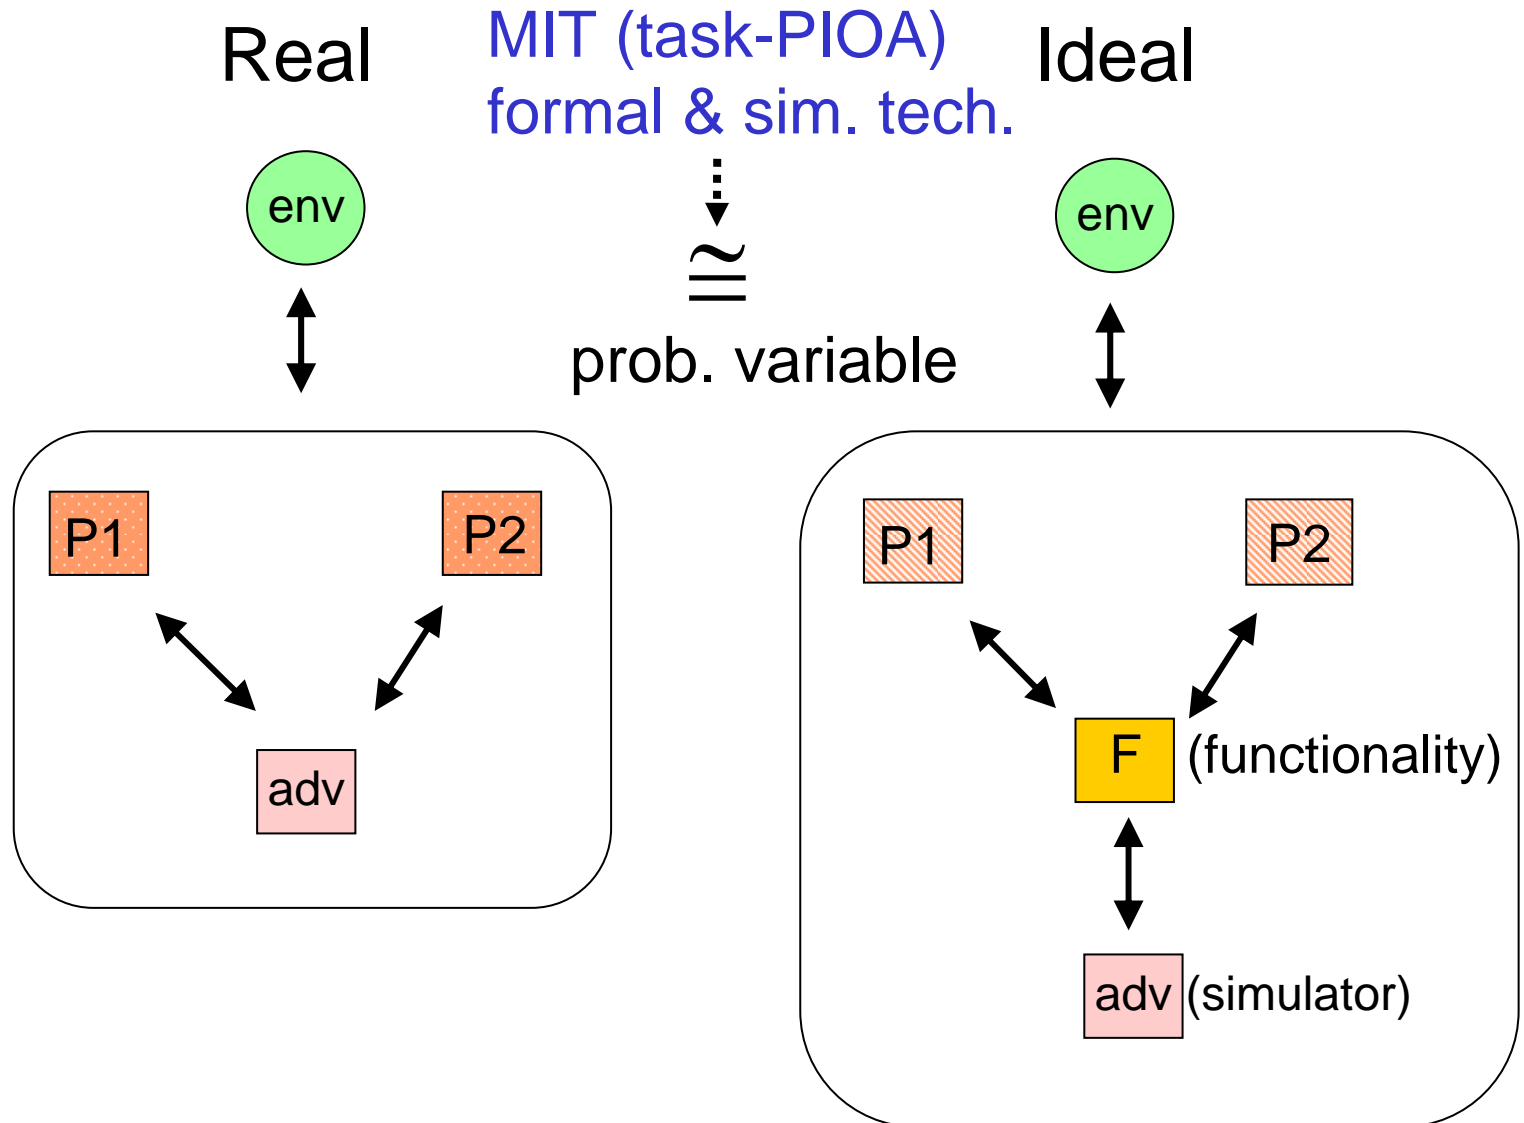 Real
MIT (task-PIOA)
formal & sim. tech.
Ideal
env
env
≅
prob. variable
P1
P2
adv
P1
P2
F
(functionality)
adv
(simulator)